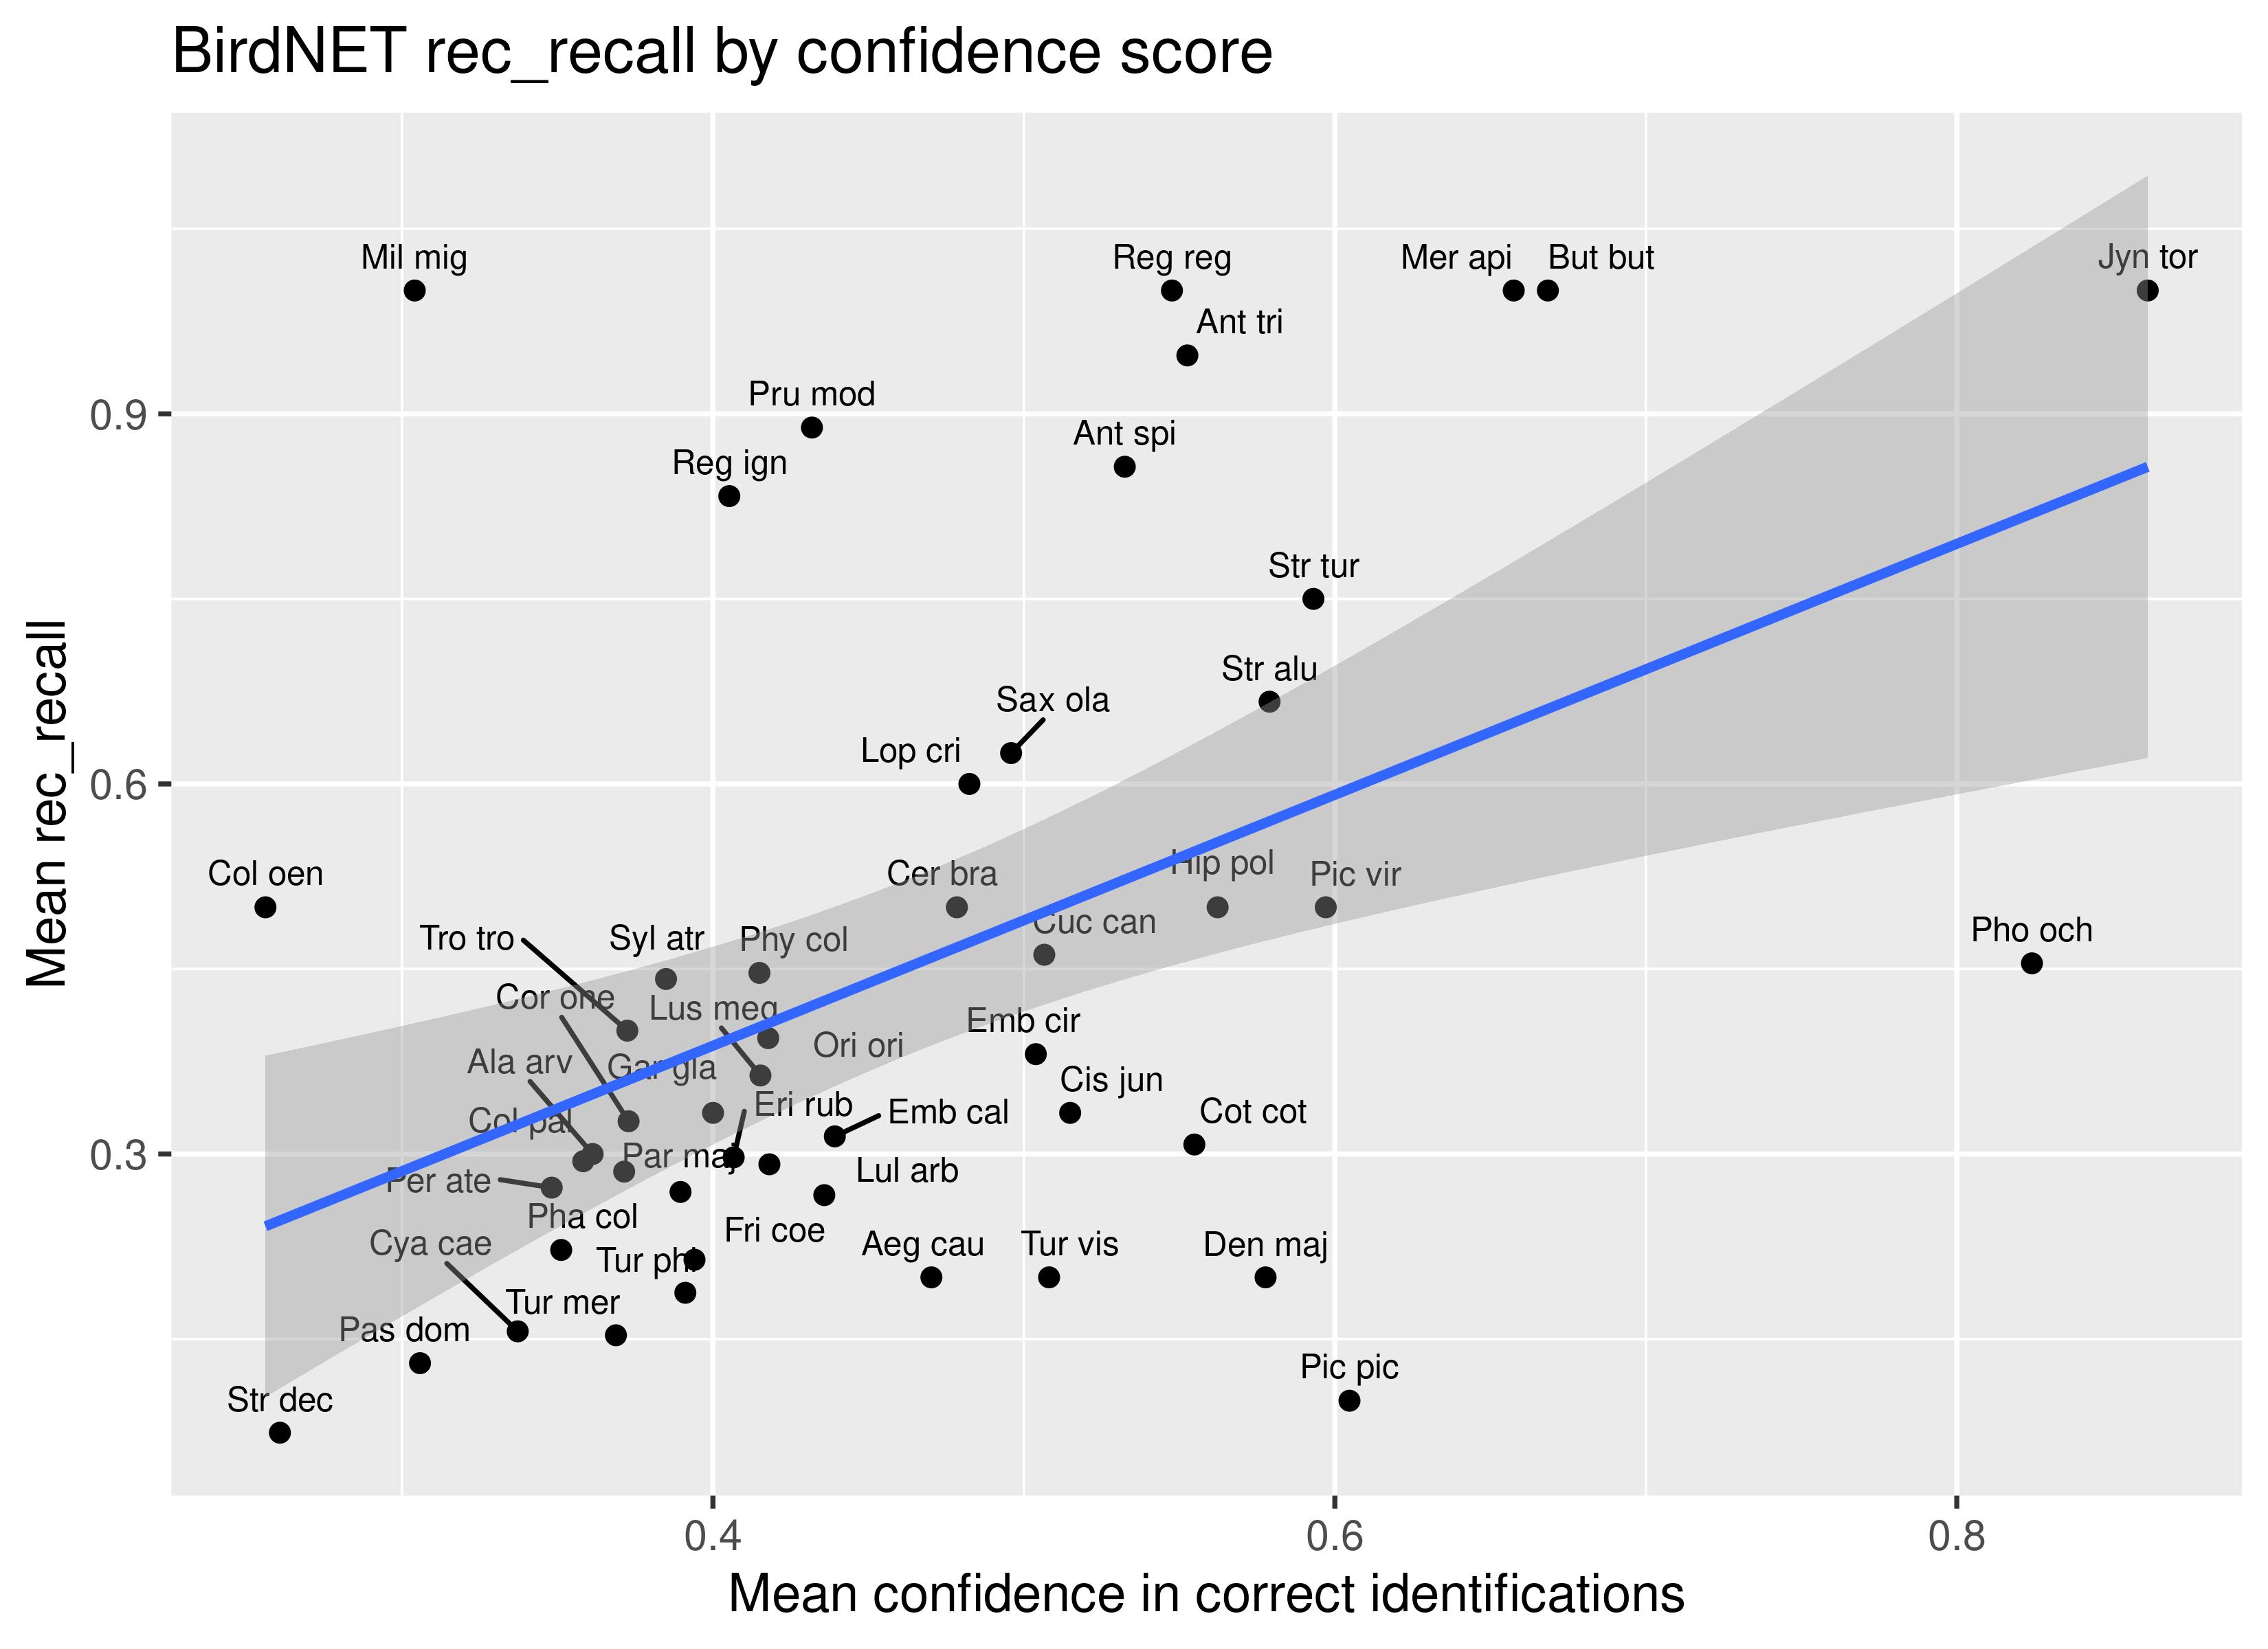 BirdNET rec_recall by confidence score
Mil mig
Reg reg
Mer api
But but
Jyn tor
Ant tri
Pru mod
0.9
Ant spi
Reg ign
Str tur
Str alu
Sax ola
Lop cri
0.6
Mean rec_recall
Col oen
Cer bra
Hip pol
Pic vir
Cuc can
Pho och
Tro tro
Syl atr
Phy col
Cor one
Lus meg
Emb cir
Ori ori
Ala arv
Gar gla
Cis jun
Eri rub
Emb cal
Cot cot
Col pal
0.3
Par maj
Lul arb
Per ate
Pha col
Fri coe
Cya cae
Aeg cau
Tur vis
Den maj
Tur phi
Tur mer
Pas dom
Pic pic
Str dec
0.4
0.6
0.8
Mean confidence in correct identifications